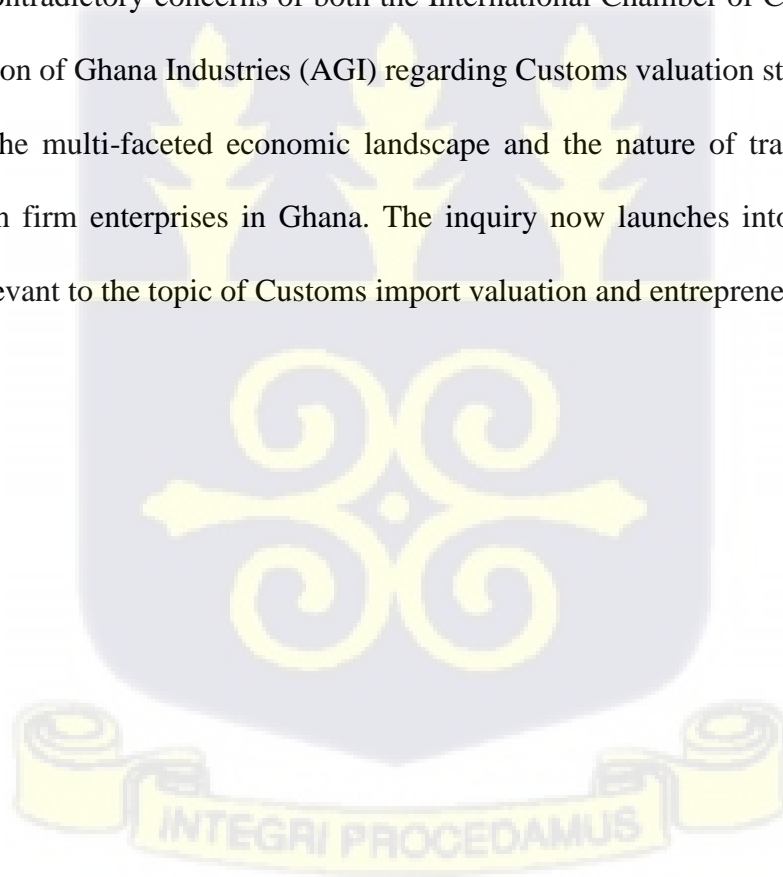 ontradictory concerns of both the International Chamber of C
on of Ghana Industries (AGI) regarding Customs valuation st
he multi-faceted economic landscape and the nature of tra
n firm enterprises in Ghana. The inquiry now launches into
evant to the topic of Customs import valuation and entreprene
INTEGRI PROCEDAMUS